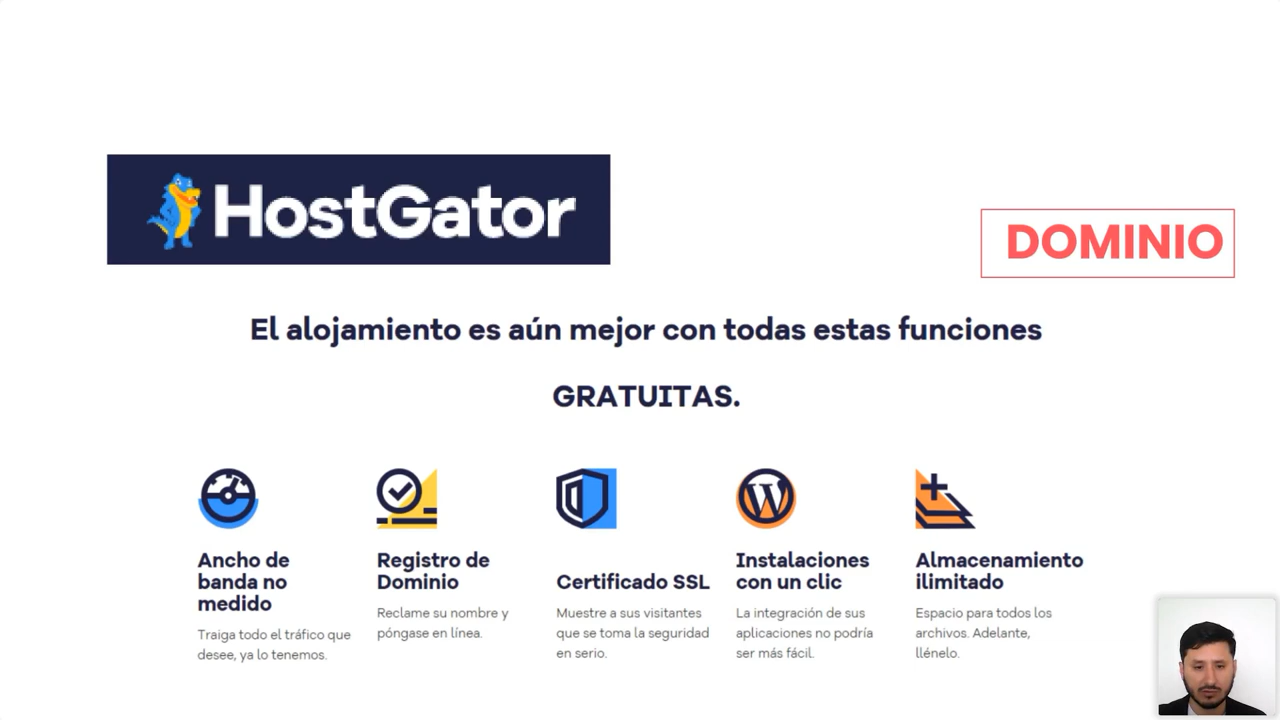 HostGator
DOMINIO
El alojamiento es aún mejor con todas estas funciones
GRATUITAS.
Ancho de
banda no
medido
Traiga todo el tráfico que
desee, ya lo tenemos.
Registro de
Dominio
Reclame su nombre y
póngase en línea.
Certificado SSL
Muestre a sus visitantes
que se toma la seguridad
en serio.
Instalaciones
con un clic
La integración de sus
aplicaciones no podría
ser más fácil.
Almacenamiento
ilimitado
Espacio para todos los
archivos. Adelante,
llénelo.